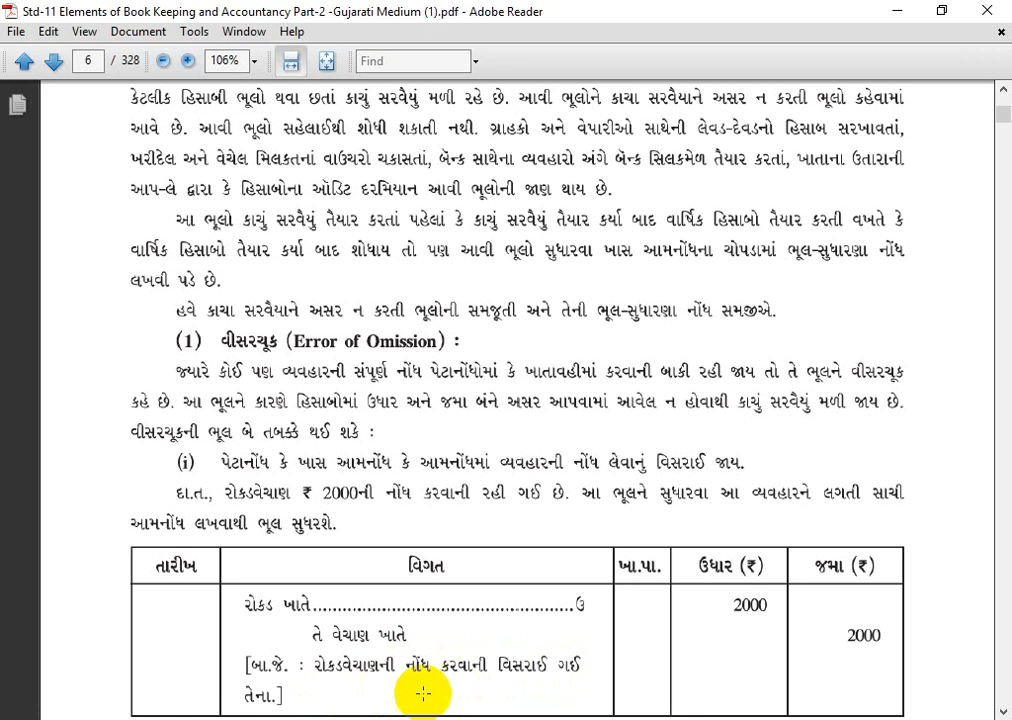 Std-11 Elements of Book Keeping and Accountancy Part-2 -Gujarati Medium (1).pdf - Adobe Reader
File Edit View Document Tools Window Help
6 / 328 106% Find
કેટલીક હિસાબી ભૂલો થવા છતાં કાચું સરવૈયું મળી રહે છે. આવી ભૂલોને કાચા સરવૈયાને અસર ન કરતી ભૂલો કહેવામાં
આવે છે. આવી ભૂલો સહેલાઈથી શોધી શકાતી નથી. ગ્રાહકો અને વેપારીઓ સાથેની લેવડ-દેવડનો હિસાબ સરખાવતાં,
ખરીદેલ અને વેચેલ મિલકતનાં વાઉચરો ચકાસતાં, બૅન્ક સાથેના વ્યવહારો અંગે બૅન્ક સિલકમેળ તૈયાર કરતાં, ખાતાના ઉતારાની
આપ-લે દ્વારા કે હિસાબોના ઑડિટ દરમિયાન આવી ભૂલોની જાણ થાય છે.
આ ભૂલો કાચું સરવૈયું તૈયાર કરતાં પહેલાં કે કાચું સરવૈયું તૈયાર કર્યા બાદ વાર્ષિક હિસાબો તૈયાર કરતી વખતે કે
વાર્ષિક હિસાબો તૈયાર કર્યા બાદ શોધાય તો પણ આવી ભૂલો સુધારવા ખાસ આમનોંધના ચોપડામાં ભૂલ-સુધારણા નોંધ
લખવી પડે છે.
હવે કાચા સરવૈયાને અસર ન કરતી ભૂલોની સમજૂતી અને તેની ભૂલ-સુધારણા નોંધ સમજીએ.
(1) વીસરચૂક (Error of Omission) :
જ્યારે કોઈ પણ વ્યવહારની સંપૂર્ણ નોંધ પેટાનોંધોમાં કે ખાતાવહીમાં કરવાની બાકી રહી જાય તો તે ભૂલને વીસરચૂક
કહે છે. આ ભૂલને કારણે હિસાબોમાં ઉધાર અને જમા બંને અસર આપવામાં આવેલ ન હોવાથી કાચું સરવૈયું મળી જાય છે.
વીસરચૂકની ભૂલ બે તબક્કે થઈ શકે :
(i) પેટાનોંધ કે ખાસ આમનોંધ કે આમનોંધમાં વ્યવહારની નોંધ લેવાનું વિસરાઈ જાય.
દા.ત., રોકડવેચાણ ₹ 2000ની નોંધ કરવાની રહી ગઈ છે. આ ભૂલને સુધારવા આ વ્યવહારને લગતી સાચી
આમનોંધ લખવાથી ભૂલ સુધરશે.
તારીખ વિગત ખા.પા. ઉધાર (₹) જમા (₹)
રોકડ ખાતે.....................................................ઉ 2000
તે વેચાણ ખાતે 2000
[બા.જે. : રોકડવેચાણની નોંધ કરવાની વિસરાઈ ગઈ
તેના.]